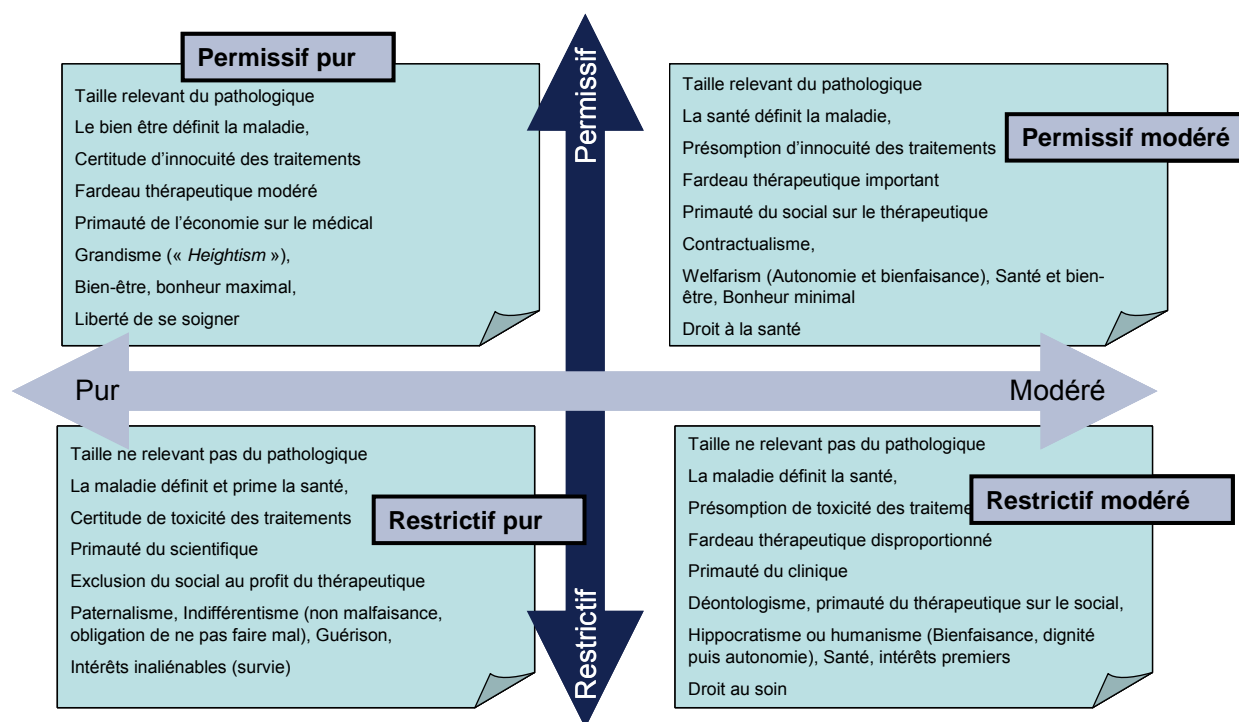 Permissif pur
Taille relevant du pathologique
Le bien être définit la maladie,
Certitude d’innocuité des traitements
Fardeau thérapeutique modéré
Primauté de l’économie sur le médical
Grandisme (« Heightism »),
Bien-être, bonheur maximal,
Liberté de se soigner
Permissif
Permissif modéré
Taille relevant du pathologique
La santé définit la maladie,
Présomption d’innocuité des traitements
Fardeau thérapeutique important
Primauté du social sur le thérapeutique
Contractualisme,
Welfarism (Autonomie et bienfaisance), Santé et bien-
être, Bonheur minimal
Droit à la santé
Pur
Modéré
Taille ne relevant pas du pathologique
La maladie définit et prime la santé,
Certitude de toxicité des traitements
Restrictif pur
Primauté du scientifique
Exclusion du social au profit du thérapeutique
Paternalisme, Indifférentisme (non malfaisance,
obligation de ne pas faire mal), Guérison,
Intérêts inaliénables (survie)
Restrictif
Taille ne relevant pas du pathologique
La maladie définit la santé,
Restrictif modéré
Présomption de toxicité des traiteme
Fardeau thérapeutique disproportionné
Primauté du clinique
Déontologisme, primauté du thérapeutique sur le social,
Hippocratisme ou humanisme (Bienfaisance, dignité
puis autonomie), Santé, intérêts premiers
Droit au soin